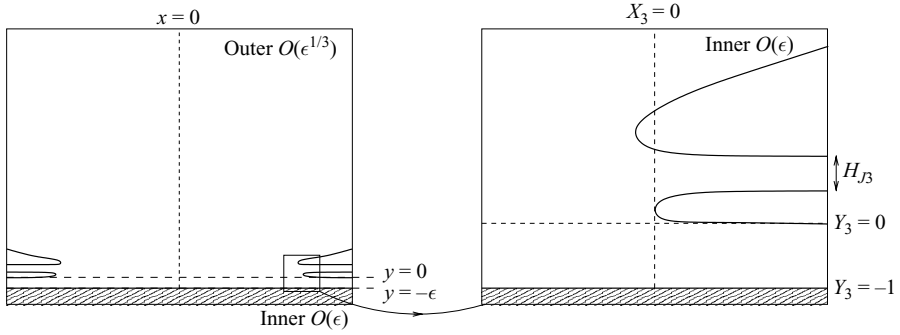 x = 0
Outer O(ϵ^{1/3})
y = 0
y = −ϵ
Inner O(ϵ)
X_3 = 0
Inner O(ϵ)
H_{J3}
Y_3 = 0
Y_3 = −1